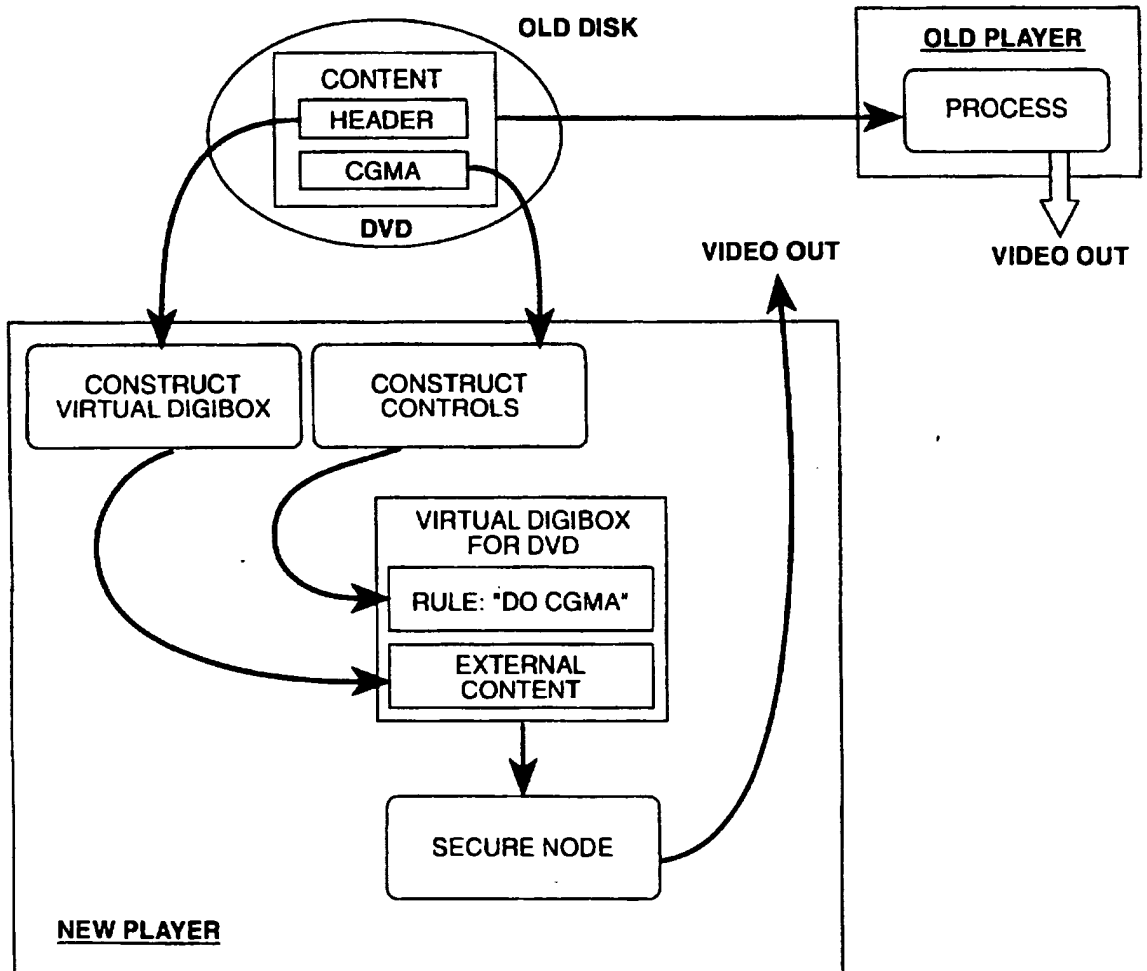 OLD DISK
CONTENT
HEADER
CGMA
DVD
OLD PLAYER
PROCESS
VIDEO OUT
VIDEO OUT
CONSTRUCT
VIRTUAL DIGIBOX
CONSTRUCT
CONTROLS
VIRTUAL DIGIBOX
FOR DVD
RULE: "DO CGMA"
EXTERNAL
CONTENT
SECURE NODE
NEW PLAYER